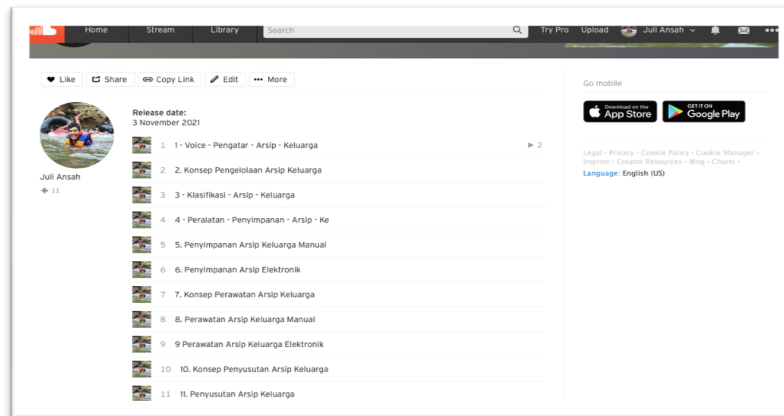 Home Stream Library Search Try Pro Upload Juli Ansah
Like Share Copy Link Edit More
Go mobile
Download on the App Store
GET IT ON Google Play
Legal - Privacy - Cookie Policy - Cookie Manager -
Imprint - Creator Resources - Blog - Charts -
Language: English (US)
Juli Ansah
11
Release date:
3 November 2021
1 1 - Voice - Pengatar - Arsip - Keluarga 2
2 2. Konsep Pengelolaan Arsip Keluarga
3 3 - Klasifikasi - Arsip - Keluarga
4 4 - Peralatan - Penyimpanan - Arsip - Ke
5 5. Penyimpanan Arsip Keluarga Manual
6 6. Penyimpanan Arsip Elektronik
7 7. Konsep Perawatan Arsip Keluarga
8 8. Perawatan Arsip Keluarga Manual
9 9 Perawatan Arsip Keluarga Elektronik
10 10. Konsep Penyusutan Arsip Keluarga
11 11. Penyusutan Arsip Keluarga